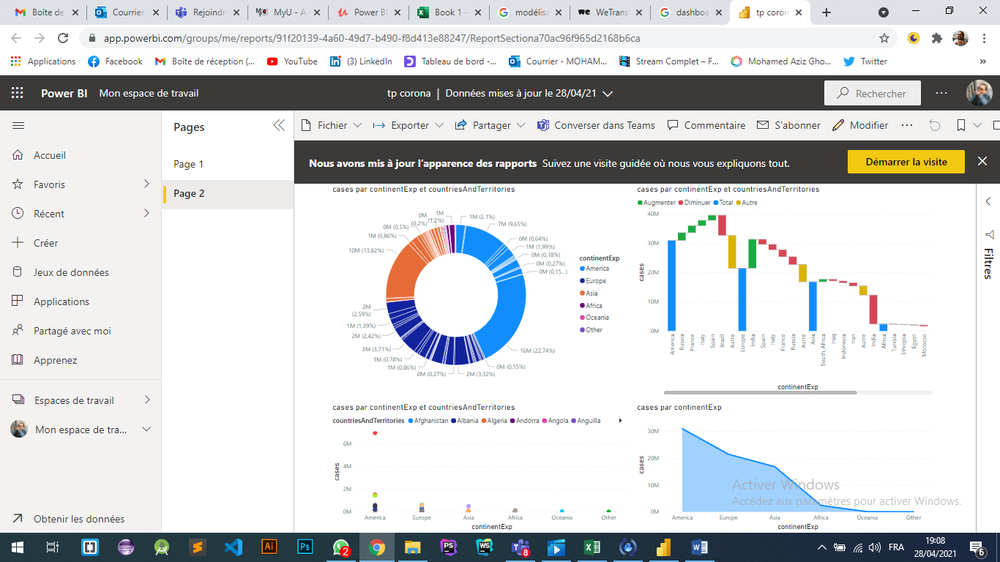 Boîte de
Courrier
Rejoindr
MyU - A
Power BI
Book 1 -
modélisa
WeTrans
dashboa
tp coron
app.powerbi.com/groups/me/reports/91f20139-4a60-49d7-b490-f8d413e88247/ReportSectiona70ac96f965d2168b6ca
Applications
Facebook
Boîte de réception (...
YouTube
(3) LinkedIn
Tableau de bord -...
Courrier - MOHAM...
Stream Complet – F...
Mohamed Aziz Gho...
Twitter
Power BI Mon espace de travail
tp corona | Données mises à jour le 28/04/21
Rechercher
Accueil
Favoris
Récent
Créer
Jeux de données
Applications
Partagé avec moi
Apprenez
Espaces de travail
Mon espace de tra...
Obtenir les données
Pages
Page 1
Page 2
Fichier
Exporter
Partager
Converser dans Teams
Commentaire
S'abonner
Modifier
Nous avons mis à jour l'apparence des rapports Suivez une visite guidée où nous vous expliquons tout.
Démarrer la visite
cases par continentExp et countriesAndTerritories
1M (2,1%)
7M (9,65%)
0M (0,64%)
1M (1,99%)
0M (0,18%)
0M (0,27%)
0M (0,15...)
16M (22,74%)
0M (0,15%)
2M (3,32%)
0M (0,27%)
1M (0,86%)
1M (0,78%)
3M (3,71%)
2M (2,42%)
1M (1,39%)
2M
(2,59%)
10M (13,82%)
1M (0,86%)
0M (0,5%)
0M
(0,2%)
1M
(1,2%)
continentExp
America
Europe
Asia
Africa
Oceania
Other
cases par continentExp et countriesAndTerritories
Augmenter Diminuer Total Autre
40M
30M
20M
10M
0M
cases
America
Russia
France
Italy
Spain
Brazil
Autre
Europe
India
Spain
Italy
France
Russia
Autre
Asia
South_Africa
Iraq
Indonesia
Iran
Autre
India
Africa
Tunisia
Ethiopia
Egypt
Morocco
continentExp
Filtres
cases par continentExp et countriesAndTerritories
countriesAndTerritories Afghanistan Albania Algeria Andorra Angola Anguilla
6M
4M
2M
0M
cases
America Europe Asia Africa Oceania Other
continentExp
cases par continentExp
30M
20M
10M
0M
cases
America Europe Asia Africa Oceania Other
continentExp
Activer Windows
Accédez aux paramètres pour activer Windows.
2
8
FRA
19:08
28/04/2021
6